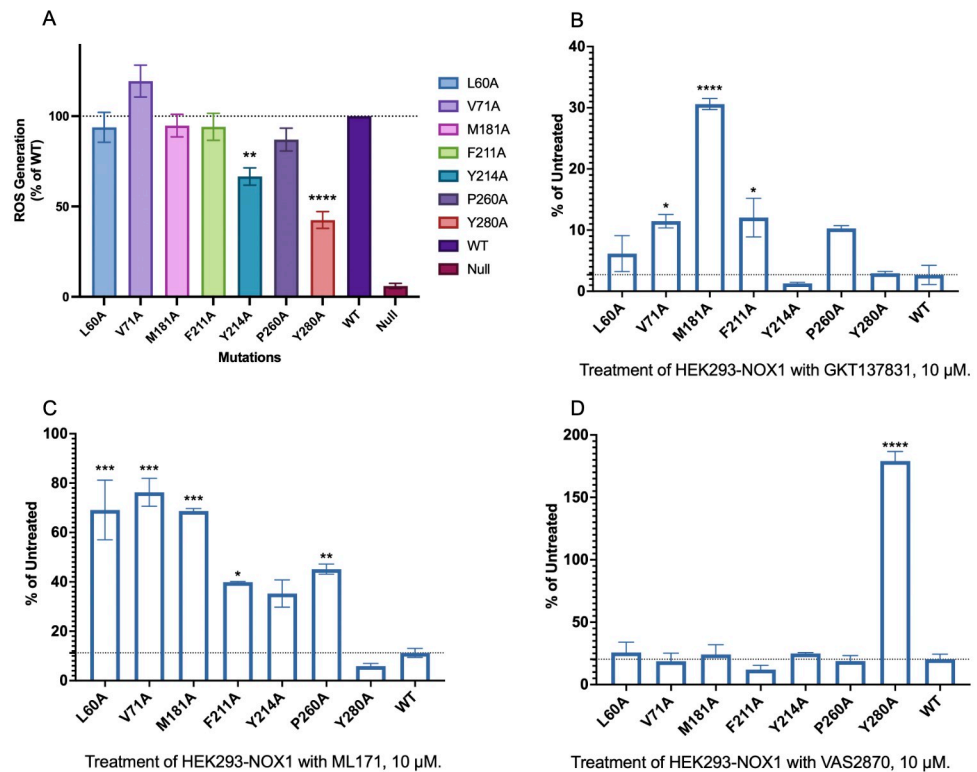 A
ROS Generation
(% of WT)
100
50
0
**
****
L60A
V71A
M181A
F211A
Y214A
P260A
Y280A
WT
Null
Mutations
L60A
V71A
M181A
F211A
Y214A
P260A
Y280A
WT
Null
B
% of Untreated
40
30
20
10
0
*
****
*
L60A
V71A
M181A
F211A
Y214A
P260A
Y280A
WT
Treatment of HEK293-NOX1 with GKT137831, 10 μM.
C
% of Untreated
100
80
60
40
20
0
***
***
***
*
**
L60A
V71A
M181A
F211A
Y214A
P260A
Y280A
WT
Treatment of HEK293-NOX1 with ML171, 10 μM.
D
% of Untreated
200
150
100
50
0
****
L60A
V71A
M181A
F211A
Y214A
P260A
Y280A
WT
Treatment of HEK293-NOX1 with VAS2870, 10 μM.